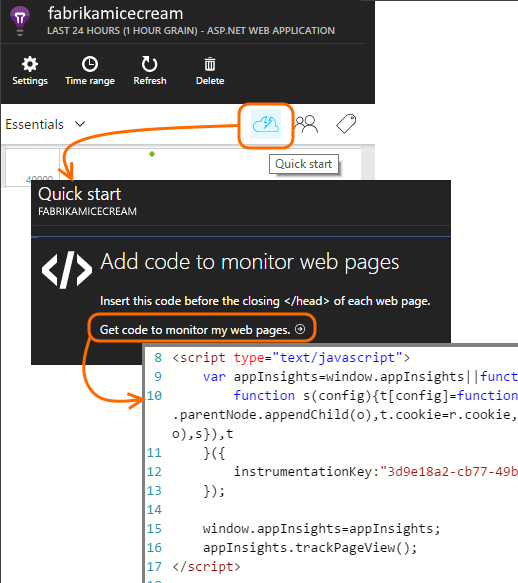 fabrikamicecream
LAST 24 HOURS (1 HOUR GRAIN) - ASP.NET WEB APPLICATION
Settings Time range Refresh Delete
Essentials
Quick start
40000
Quick start
FABRIKAMICECREAM
</> Add code to monitor web pages
Insert this code before the closing </head> of each web page.
Get code to monitor my web pages.
8 <script type="text/javascript">
9 var appInsights=window.appInsights||funct
10 function s(config){t[config]=function
.parentNode.appendChild(o),t.cookie=r.cookie,
o),s}),t
11 }({
12 instrumentationKey:"3d9e18a2-cb77-49b
13 });
14
15 window.appInsights=appInsights;
16 appInsights.trackPageView();
17 </script>